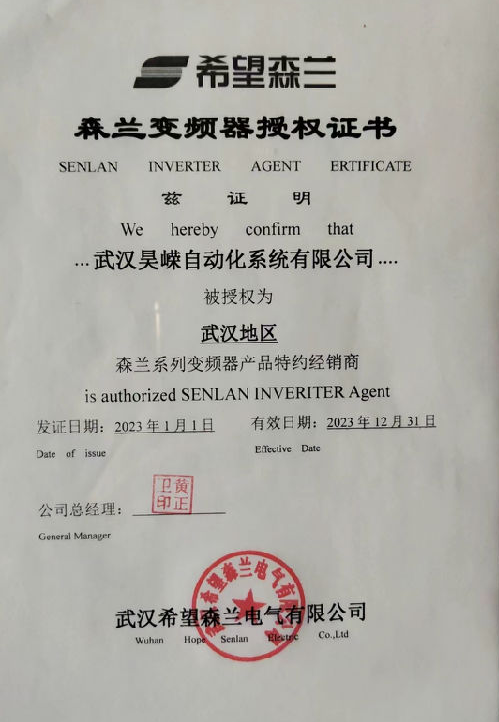 希望森兰
森兰变频器授权证书
SENLAN INVERTER AGENT ERTIFICATE
兹证明
We hereby confirm that
...武汉昊嵘自动化系统有限公司....
被授权为
武汉地区
森兰系列变频器产品特约经销商
is authorized SENLAN INVERITER Agent
发证日期：2023年1月1日 有效日期：2023年12月31日
Date of issue Effective Date
公司总经理：
黄正卫印
General Manager
武汉希望森兰电气有限公司
Wuhan Hope Senlan Electric Co.,Ltd